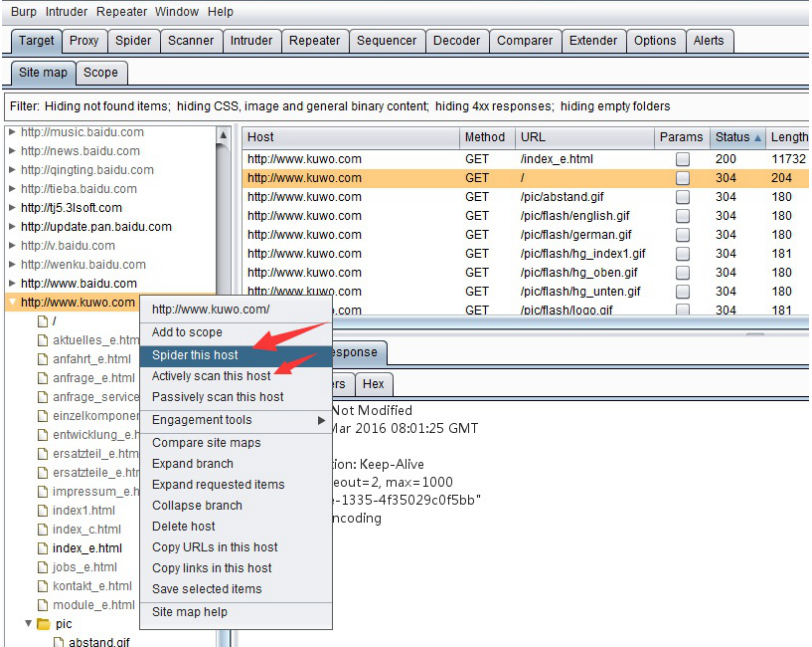 Burp Intruder Repeater Window Help
Target Proxy Spider Scanner Intruder Repeater Sequencer Decoder Comparer Extender Options Alerts
Site map Scope
Filter: Hiding not found items; hiding CSS, image and general binary content; hiding 4xx responses; hiding empty folders
http://music.baidu.com
http://news.baidu.com
http://qingting.baidu.com
http://tieba.baidu.com
http://tj5.3lsoft.com
http://update.pan.baidu.com
http://v.baidu.com
http://wenku.baidu.com
http://www.baidu.com
http://www.kuwo.com
/
aktuelles_e.htm
anfahrt_e.html
anfrage_e.html
anfrage_service
einzelkomponer
entwicklung_e.h
ersatzteil_e.htm
ersatzteile_e.htr
impressum_e.h
index1.html
index_c.html
index_e.html
jobs_e.html
kontakt_e.html
module_e.html
pic
abstand.gif
Host Method URL Params Status Length
http://www.kuwo.com GET /index_e.html 200 11732
http://www.kuwo.com GET / 304 204
http://www.kuwo.com GET /pic/abstand.gif 304 180
http://www.kuwo.com GET /pic/flash/english.gif 304 180
http://www.kuwo.com GET /pic/flash/german.gif 304 180
http://www.kuwo.com GET /pic/flash/hg_index1.gif 304 181
http://www.kuwo.com GET /pic/flash/hg_oben.gif 304 180
http://www.kuwo.com GET /pic/flash/hg_unten.gif 304 180
o.com GET /pic/flash/logo.gif 304 181
http://www.kuwo.com/
Add to scope
Spider this host
Actively scan this host
Passively scan this host
Engagement tools
Compare site maps
Expand branch
Expand requested items
Collapse branch
Delete host
Copy URLs in this host
Copy links in this host
Save selected items
Site map help
esponse
ers Hex
Not Modified
Mar 2016 08:01:25 GMT
tion: Keep-Alive
eout=2, max=1000
-1335-4f35029c0f5bb"
ncoding